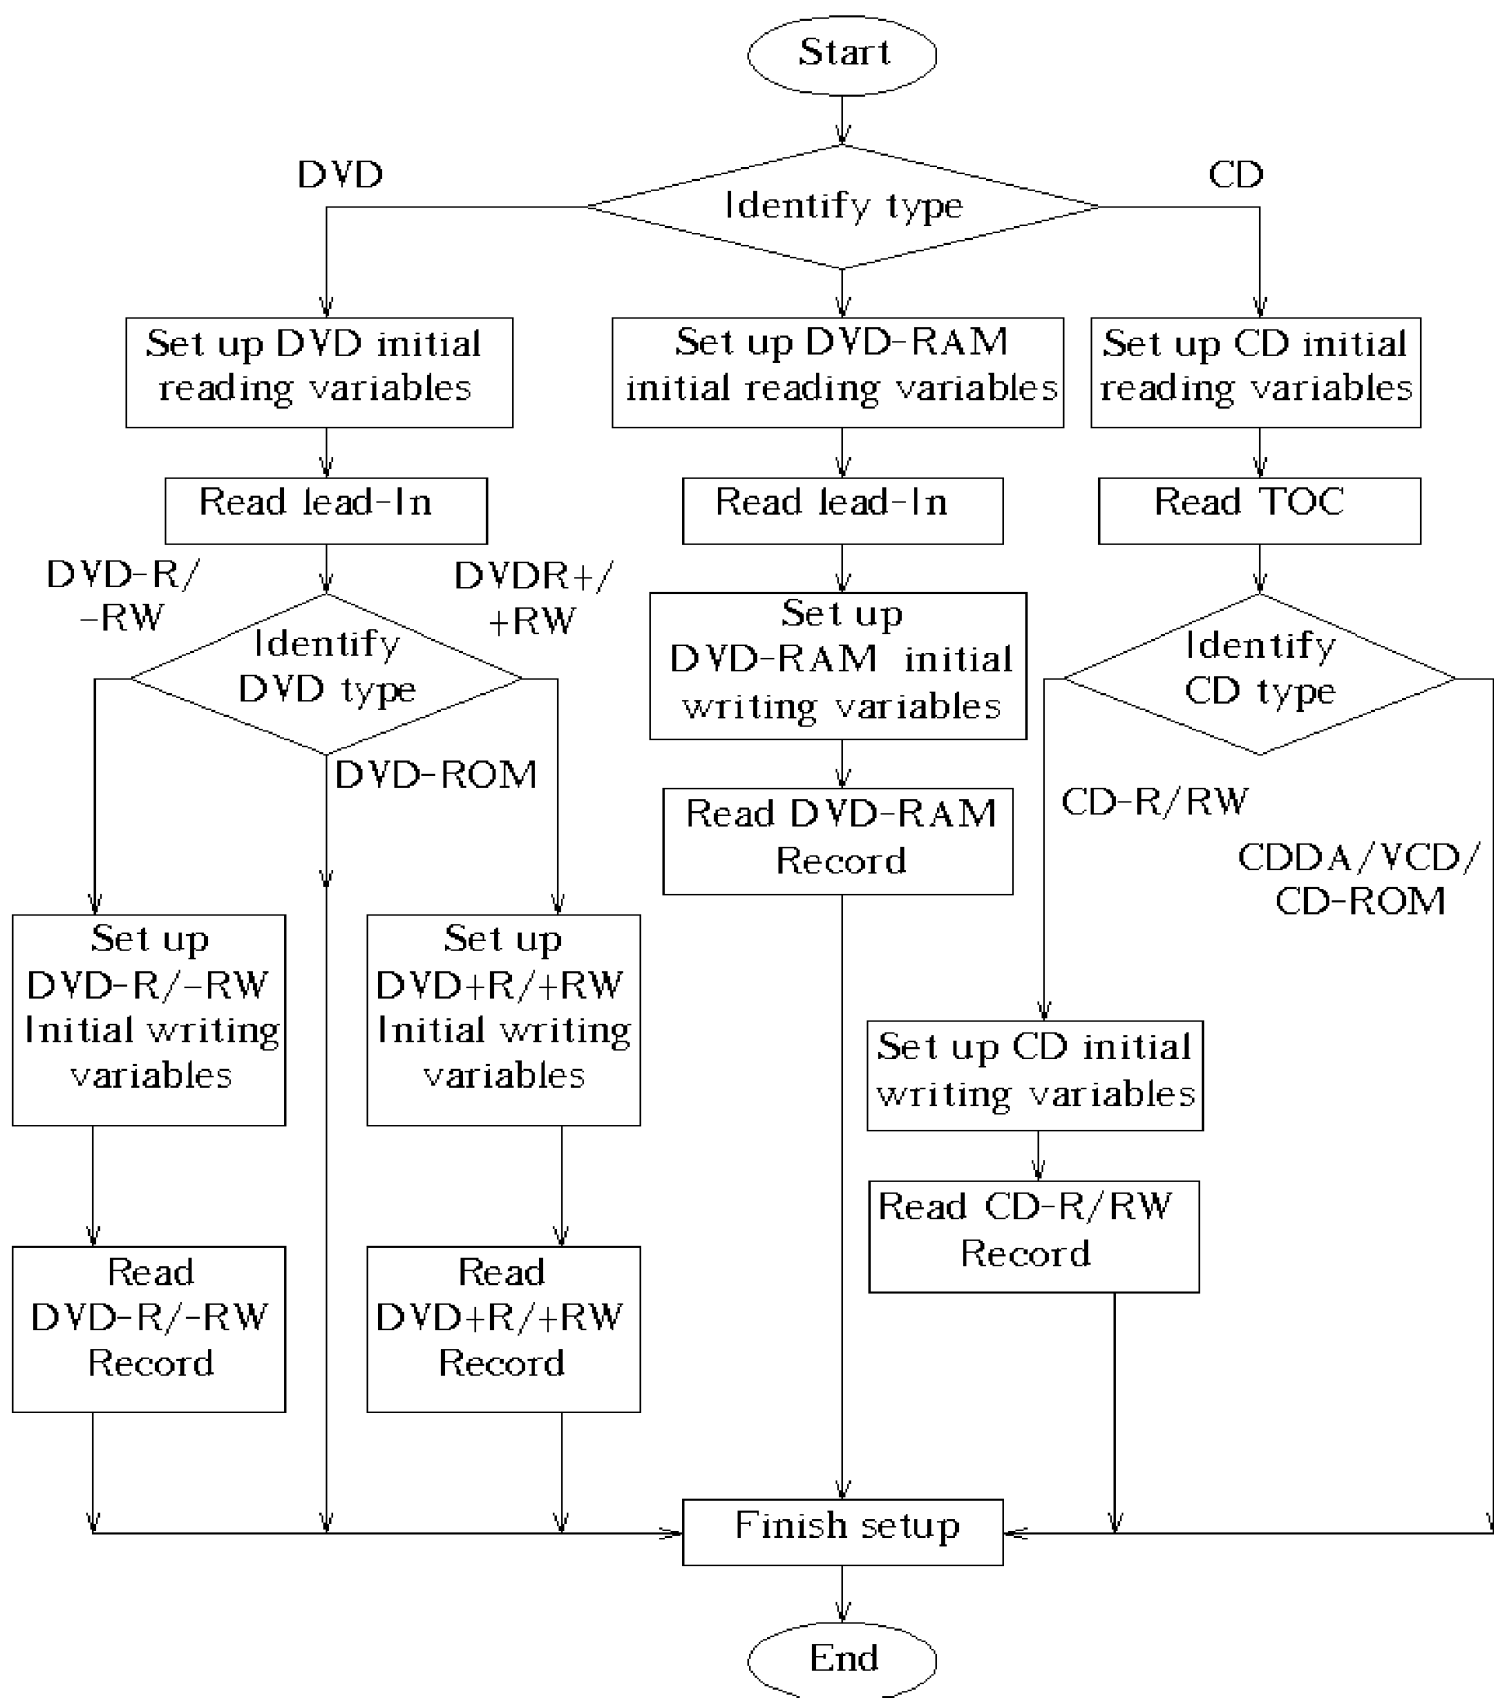 Start
DVD
CD
Identify type
Set up DVD initial
reading variables
Set up DVD-RAM
initial reading variables
Set up CD initial
reading variables
Read lead-In
Read lead-In
Read TOC
DVD-R/
-RW
DVDR+/
+RW
Identify
DVD type
Set up
DVD-RAM initial
writing variables
Identify
CD type
DVD-ROM
Read DVD-RAM
Record
CD-R/RW
CDDA/VCD/
CD-ROM
Set up
DVD-R/-RW
Initial writing
variables
Set up
DVD+R/+RW
Initial writing
variables
Set up CD initial
writing variables
Read CD-R/RW
Record
Read
DVD-R/-RW
Record
Read
DVD+R/+RW
Record
Finish setup
End